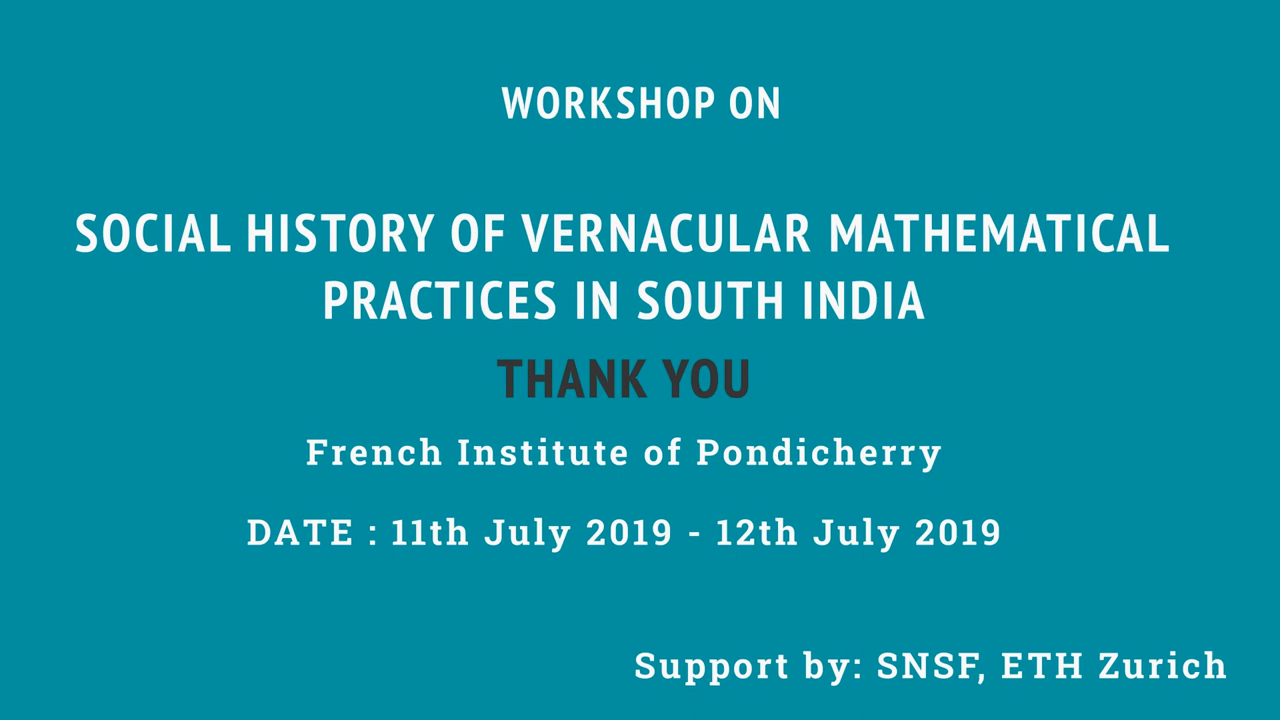 WORKSHOP ON
SOCIAL HISTORY OF VERNACULAR MATHEMATICAL
PRACTICES IN SOUTH INDIA
THANK YOU
French Institute of Pondicherry
DATE : 11th July 2019 - 12th July 2019
Support by: SNSF, ETH Zurich